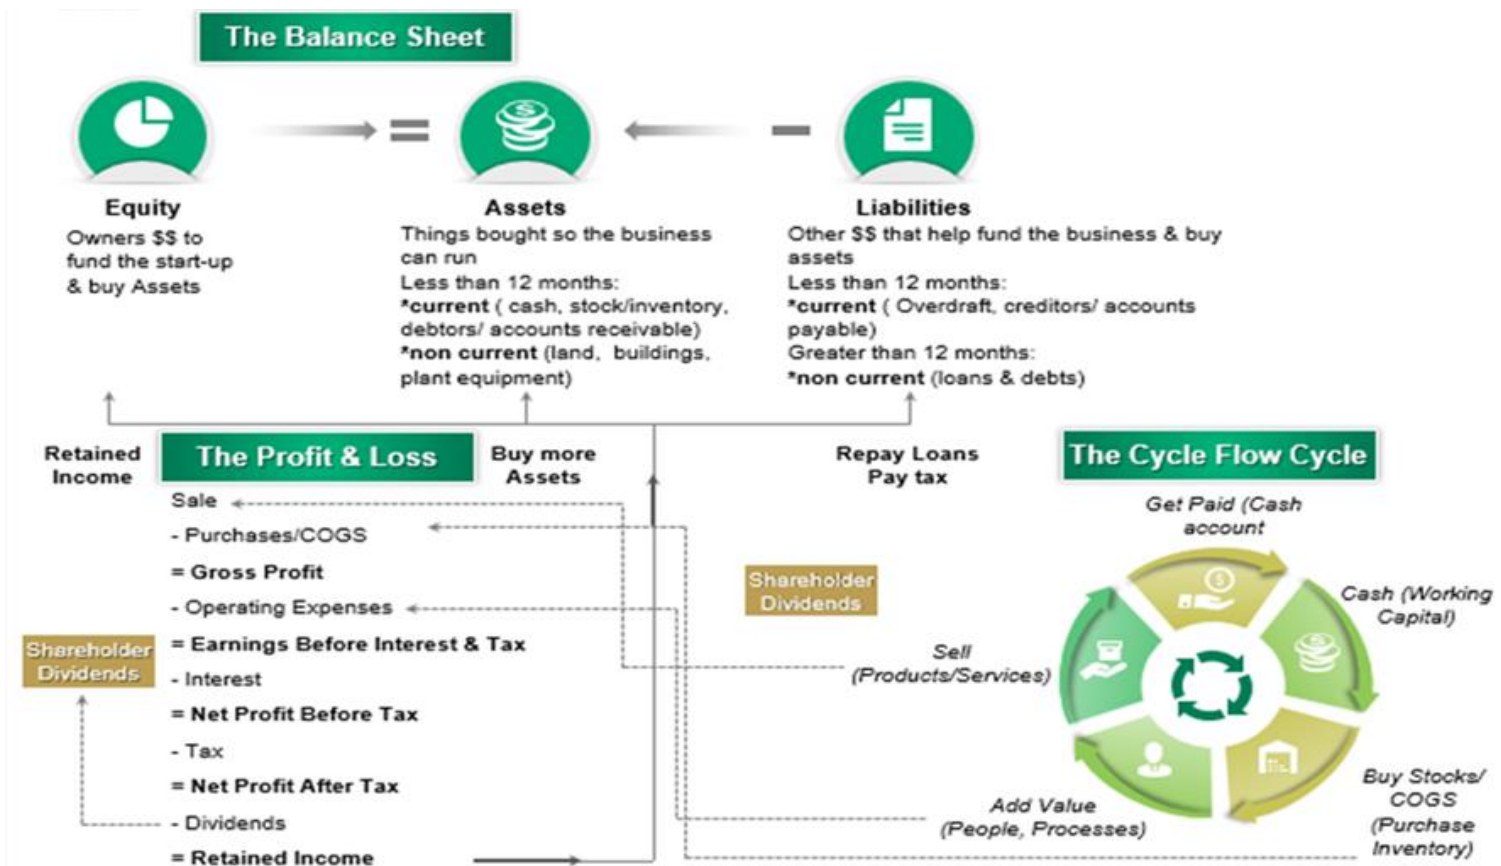 The Balance Sheet
Equity
Owners $$ to
fund the start-up
& buy Assets
=
Assets
Things bought so the business
can run
Less than 12 months:
*current ( cash, stock/inventory,
debtors/ accounts receivable)
*non current (land, buildings,
plant equipment)
-
Liabilities
Other $$ that help fund the business & buy
assets
Less than 12 months:
*current ( Overdraft, creditors/ accounts
payable)
Greater than 12 months:
*non current (loans & debts)
Retained
Income
Buy more
Assets
Repay Loans
Pay tax
The Profit & Loss
Sale
- Purchases/COGS
= Gross Profit
- Operating Expenses
= Earnings Before Interest & Tax
- Interest
= Net Profit Before Tax
- Tax
= Net Profit After Tax
- Dividends
= Retained Income
Shareholder
Dividends
Shareholder
Dividends
The Cycle Flow Cycle
Get Paid (Cash
account
Cash (Working
Capital)
Buy Stocks/
COGS
(Purchase
Inventory)
Add Value
(People, Processes)
Sell
(Products/Services)
$
$
$